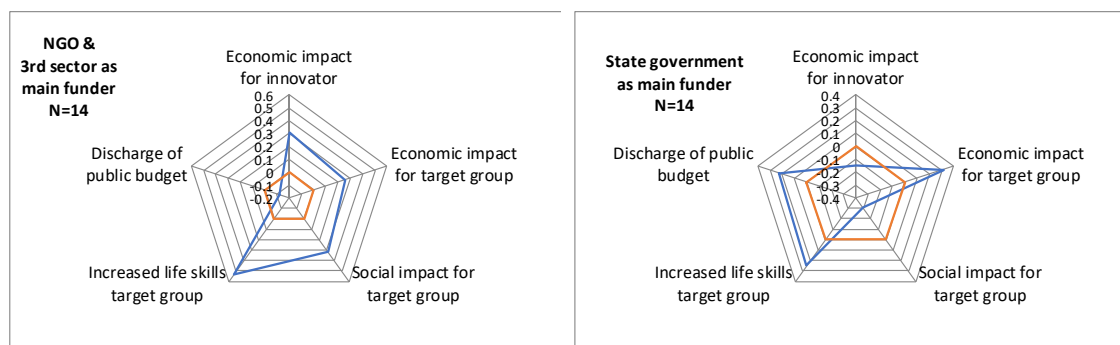 NGO &
3rd sector as
main funder
N=14
Economic impact
for innovator
0.6
0.5
0.4
0.3
0.2
0.1
0
-0.1
-0.2
Discharge of
public budget
Economic impact
for target group
Increased life skills
target group
Social impact for
target group
State government
as main funder
N=14
Economic impact
for innovator
0.4
0.3
0.2
0.1
0
-0.1
-0.2
-0.3
-0.4
Discharge of public
budget
Economic impact
for target group
Increased life skills
target group
Social impact for
target group